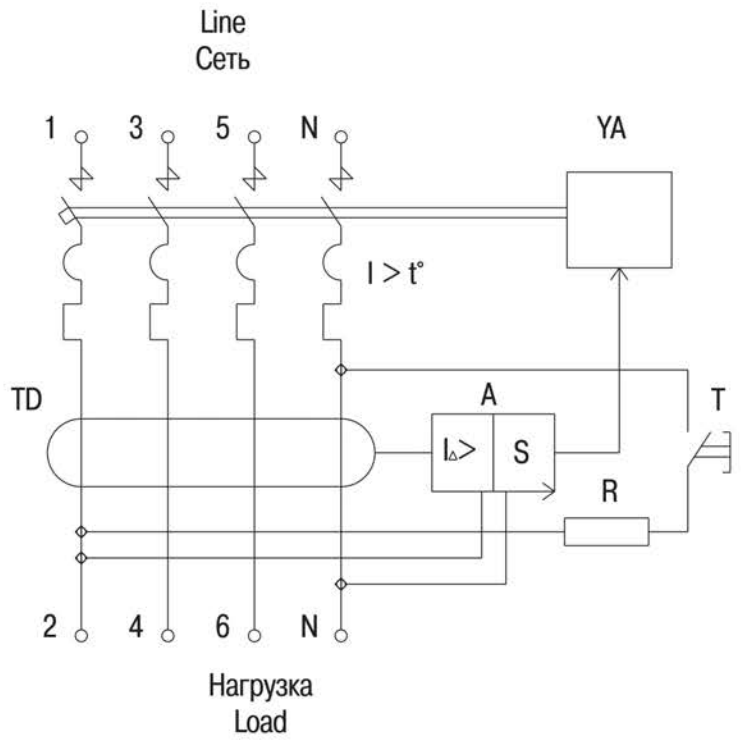 Line
Сеть
1 3 5 N YA
I > t°
TD A T
I△> S
R
2 4 6 N
Нагрузка
Load